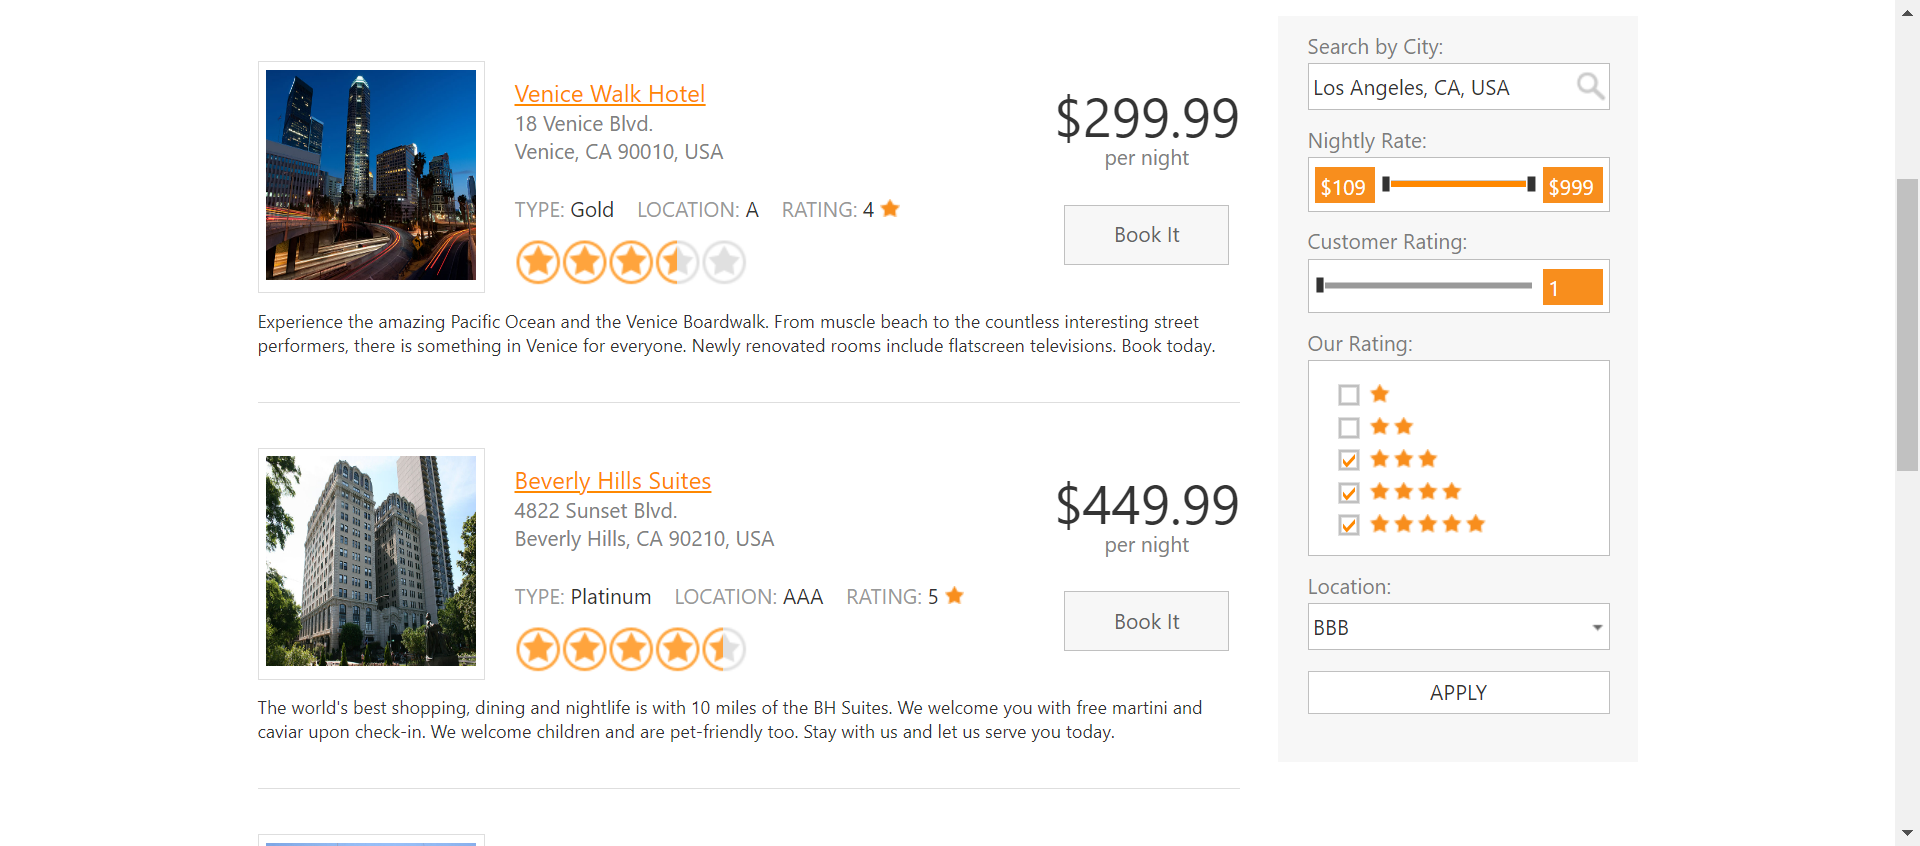 Venice Walk Hotel
18 Venice Blvd.
Venice, CA 90010, USA
TYPE: Gold LOCATION: A RATING: 4
$299.99
per night
Book It
Experience the amazing Pacific Ocean and the Venice Boardwalk. From muscle beach to the countless interesting street
performers, there is something in Venice for everyone. Newly renovated rooms include flatscreen televisions. Book today.
Beverly Hills Suites
4822 Sunset Blvd.
Beverly Hills, CA 90210, USA
TYPE: Platinum LOCATION: AAA RATING: 5
$449.99
per night
Book It
The world's best shopping, dining and nightlife is with 10 miles of the BH Suites. We welcome you with free martini and
caviar upon check-in. We welcome children and are pet-friendly too. Stay with us and let us serve you today.
Search by City:
Los Angeles, CA, USA
Nightly Rate:
$109 $999
Customer Rating:
1
Our Rating:
Location:
BBB
APPLY